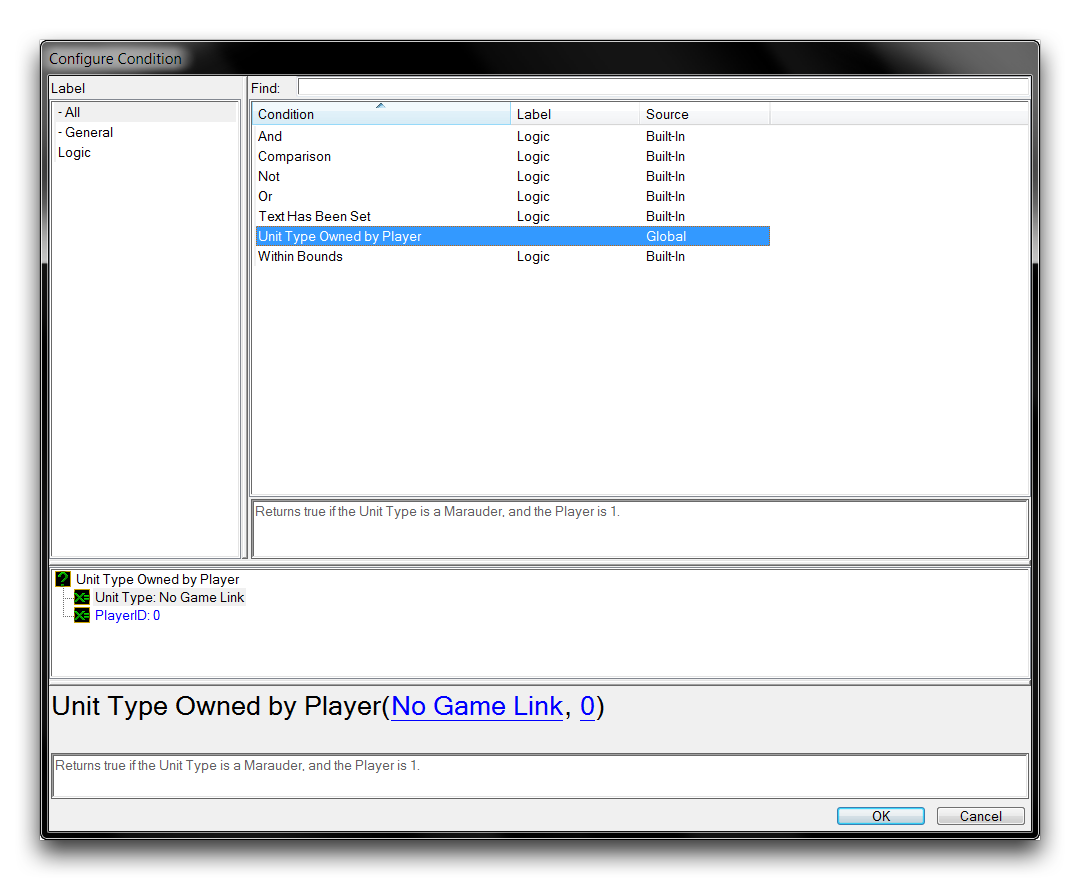 Configure Condition
Label
Find:
- All
- General
Logic
Condition Label Source
And Logic Built-In
Comparison Logic Built-In
Not Logic Built-In
Or Logic Built-In
Text Has Been Set Logic Built-In
Unit Type Owned by Player Global
Within Bounds Logic Built-In
Returns true if the Unit Type is a Marauder, and the Player is 1.
Unit Type Owned by Player
Unit Type: No Game Link
PlayerID: 0
Unit Type Owned by Player(No Game Link, 0)
Returns true if the Unit Type is a Marauder, and the Player is 1.
OK Cancel